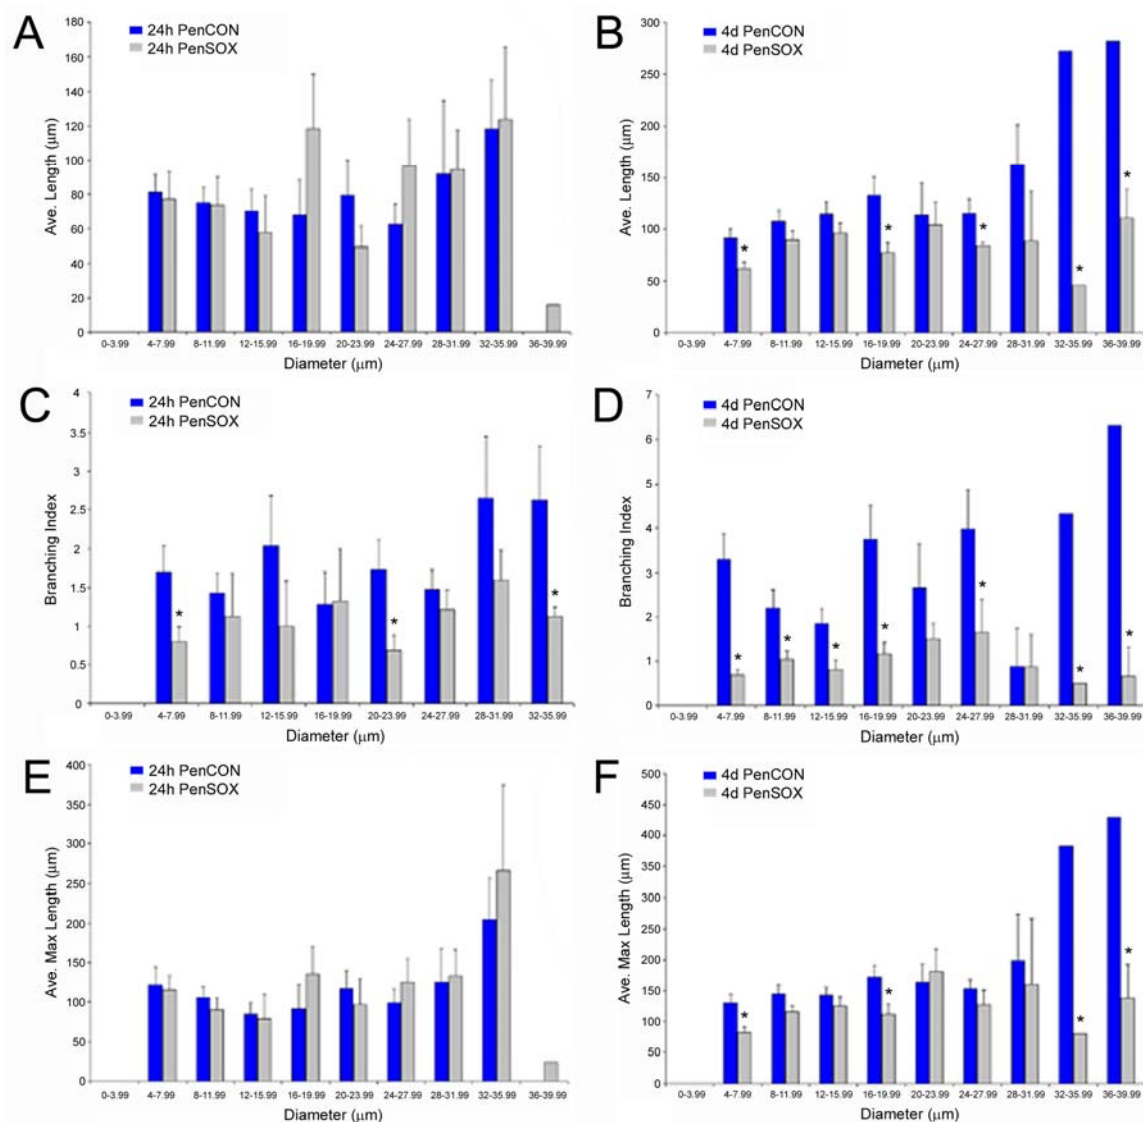 A
24h PenCON
24h PenSOX
Ave. Length (μm)
180
160
140
120
100
80
60
40
20
0
0-3.99 4-7.99 8-11.99 12-15.99 16-19.99 20-23.99 24-27.99 28-31.99 32-35.99 36-39.99
Diameter (μm)
B
4d PenCON
4d PenSOX
Ave. Length (μm)
300
250
200
150
100
50
0
* * * * *
0-3.99 4-7.99 8-11.99 12-15.99 16-19.99 20-23.99 24-27.99 28-31.99 32-35.99 36-39.99
Diameter (μm)
C
24h PenCON
24h PenSOX
Branching Index
4
3.5
3
2.5
2
1.5
1
0.5
0
* * *
0-3.99 4-7.99 8-11.99 12-15.99 16-19.99 20-23.99 24-27.99 28-31.99 32-35.99
Diameter (μm)
D
4d PenCON
4d PenSOX
Branching Index
7
6
5
4
3
2
1
0
* * * * * * *
0-3.99 4-7.99 8-11.99 12-15.99 16-19.99 20-23.99 24-27.99 28-31.99 32-35.99 36-39.99
Diameter (μm)
E
24h PenCON
24h PenSOX
Ave. Max Length (μm)
400
350
300
250
200
150
100
50
0
0-3.99 4-7.99 8-11.99 12-15.99 16-19.99 20-23.99 24-27.99 28-31.99 32-35.99 36-39.99
Diameter (μm)
F
4d PenCON
4d PenSOX
Ave. Max Length (μm)
500
450
400
350
300
250
200
150
100
50
0
* * * *
0-3.99 4-7.99 8-11.99 12-15.99 16-19.99 20-23.99 24-27.99 28-31.99 32-35.99 36-39.99
Diameter (μm)